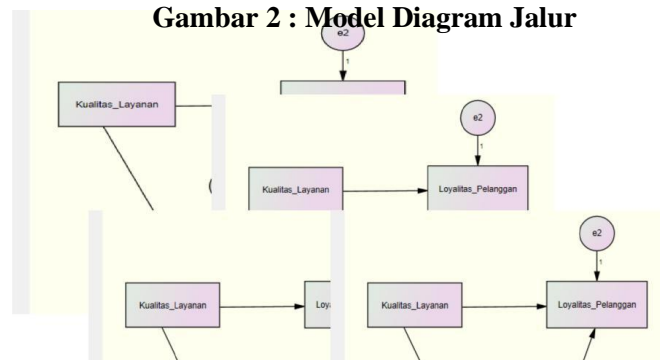 Gambar 2 : Model Diagram Jalur
e2
1
Kualitas_Layanan
e2
1
Kualitas_Layanan
Loyalitas_Pelanggan
e2
1
Kualitas_Layanan
Kualitas_Layanan
Loyalitas_Pelanggan